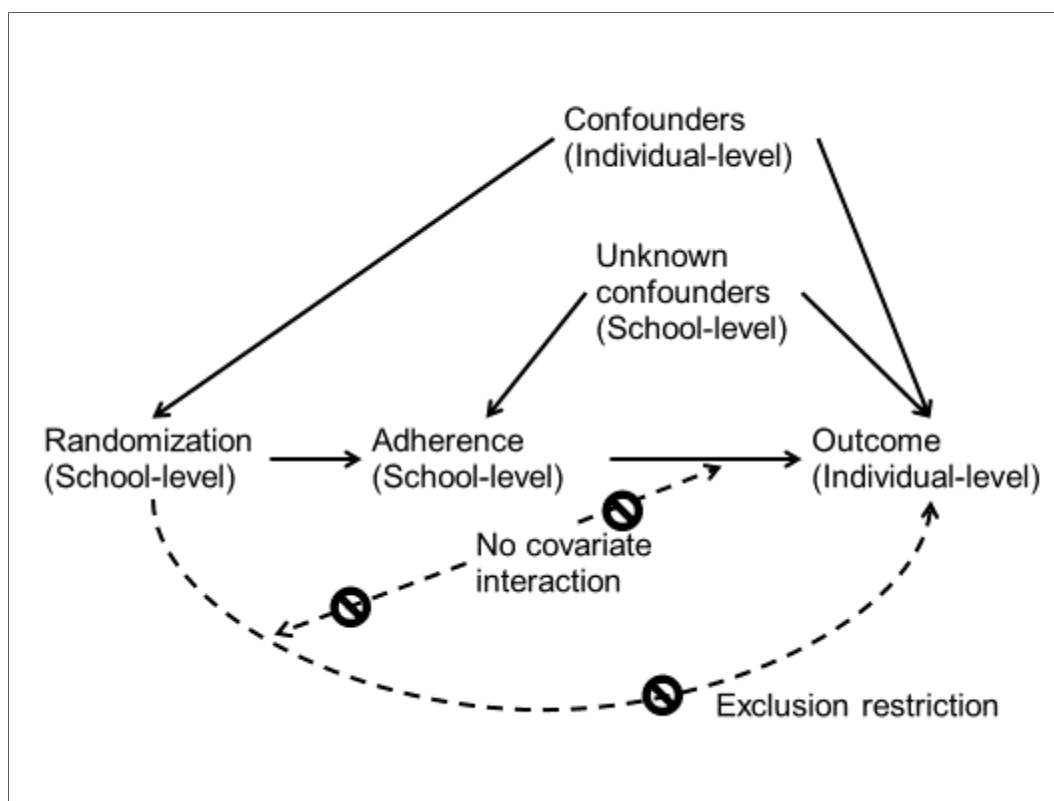 Confounders
(Individual-level)
Unknown
confounders
(School-level)
Randomization
(School-level)
Adherence
(School-level)
Outcome
(Individual-level)
No covariate
interaction
Exclusion restriction